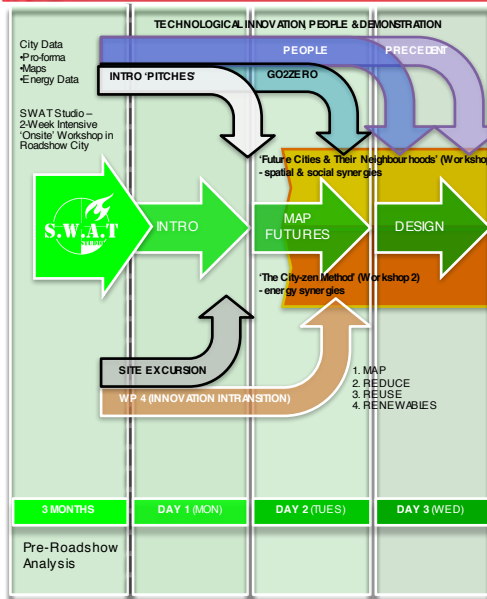 TECHNOLOGICAL INNOVATION, PEOPLE & DEMONSTRATION
City Data
•Pro-forma
•Maps
•Energy Data
PEOPLE
PRECEDENT
INTRO ‘PITCHES’
GO2ZERO
SWAT Studio –
2-Week Intensive
‘Onsite’ Workshop in
Roadshow City
‘Future Cities & Their Neighbourhoods’ (Workshop
- spatial & social synergies
S.W.A.T
STUDIO
INTRO
MAP
FUTURES
DESIGN
‘The City-zen Method’ (Workshop 2)
- energy synergies
SITE EXCURSION
WP 4 (INNOVATION INTRANSITION)
1. MAP
2. REDUCE
3. REUSE
4. RENEWABLES
3 MONTHS
DAY 1 (MON)
DAY 2 (TUES)
DAY 3 (WED)
Pre-Roadshow
Analysis